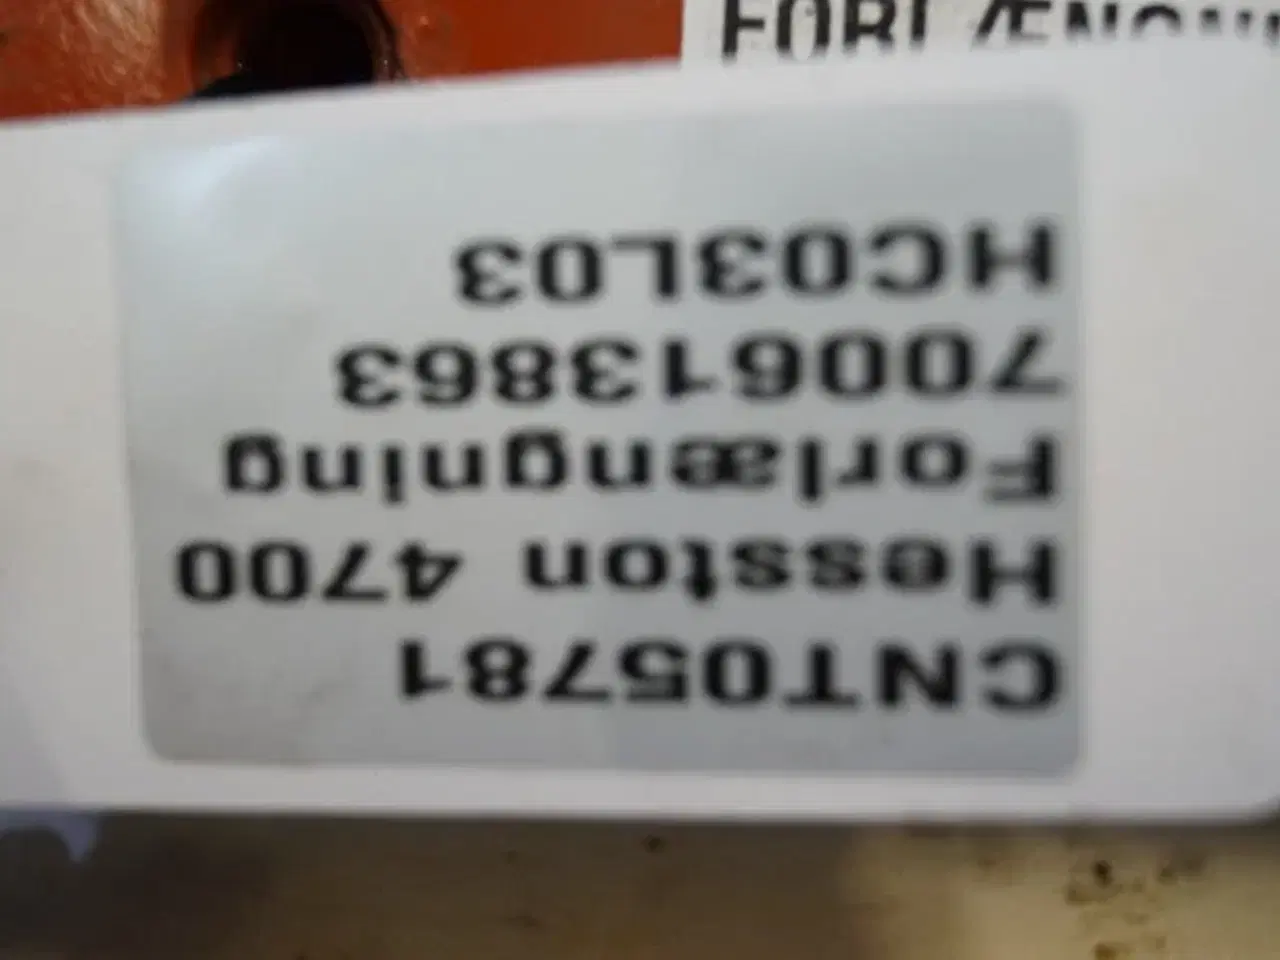 CNT05781
Hesston 4700
Forlængning
700613863
HC03L03